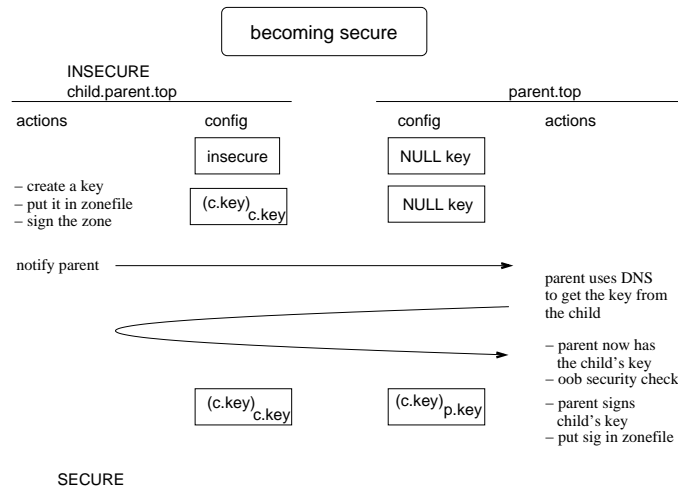 becoming secure
INSECURE
child.parent.top
parent.top
actions
config
config
actions
insecure
NULL key
– create a key
– put it in zonefile
– sign the zone
(c.key)c.key
NULL key
notify parent
parent uses DNS
to get the key from
the child
– parent now has
the child's key
– oob security check
(c.key)c.key
(c.key)p.key
– parent signs
child's key
– put sig in zonefile
SECURE